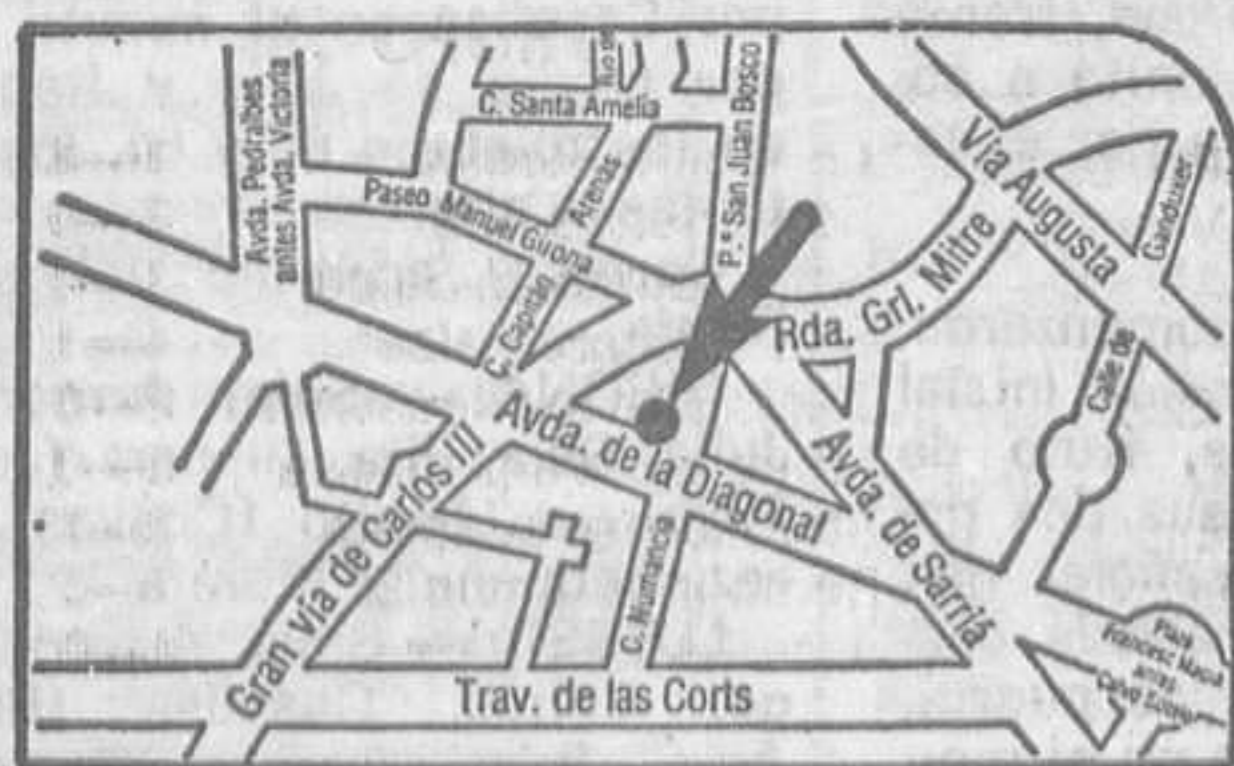 Avda. Pedralbes
antes Avda. Victoria
C. Santa Amelia
P.º San Juan Bosco
Vía Augusta
Ganduxer
Calle de
Paseo Manuel Girona
C. Capitán Arenas
Rda. Grl. Mitre
Avda. de la Diagonal
Avda. de Sarriá
Gran vía de Carlos III
C. Numancia
Trav. de las Corts
Plaza
Francesc Macia
antes
Calvo Sotelo